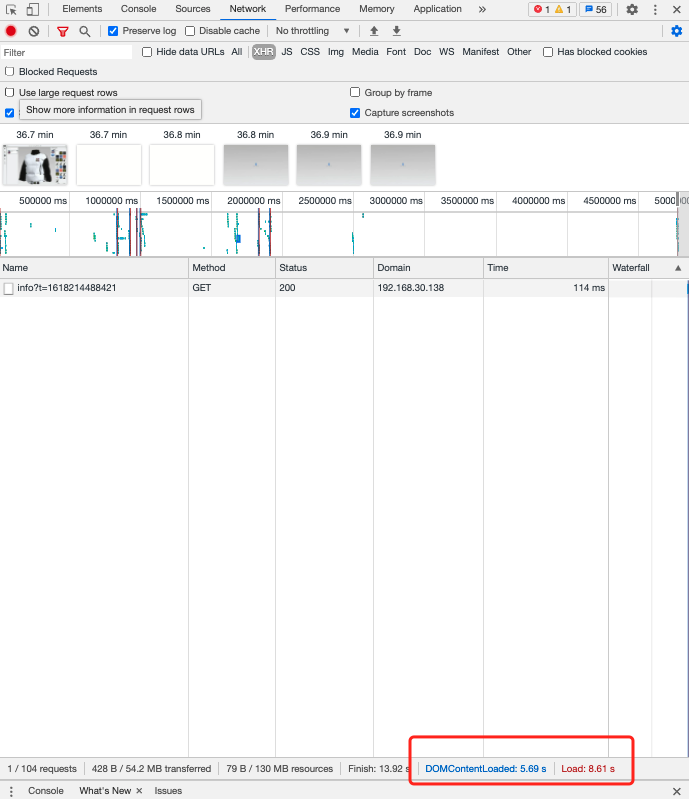 Elements Console Sources Network Performance Memory Application » 1 1 56
Preserve log Disable cache No throttling
Filter Hide data URLs All XHR JS CSS Img Media Font Doc WS Manifest Other Has blocked cookies
Blocked Requests
Use large request rows Group by frame
Show more information in request rows Capture screenshots
36.7 min 36.7 min 36.8 min 36.8 min 36.9 min 36.9 min
500000 ms 1000000 ms 1500000 ms 2000000 ms 2500000 ms 3000000 ms 3500000 ms 4000000 ms 4500000 ms
Name Method Status Domain Time Waterfall
info?t=1618214488421 GET 200 192.168.30.138 114 ms
1 / 104 requests 428 B / 54.2 MB transferred 79 B / 130 MB resources Finish: 13.92 s DOMContentLoaded: 5.69 s Load: 8.61 s
Console What's New × Issues